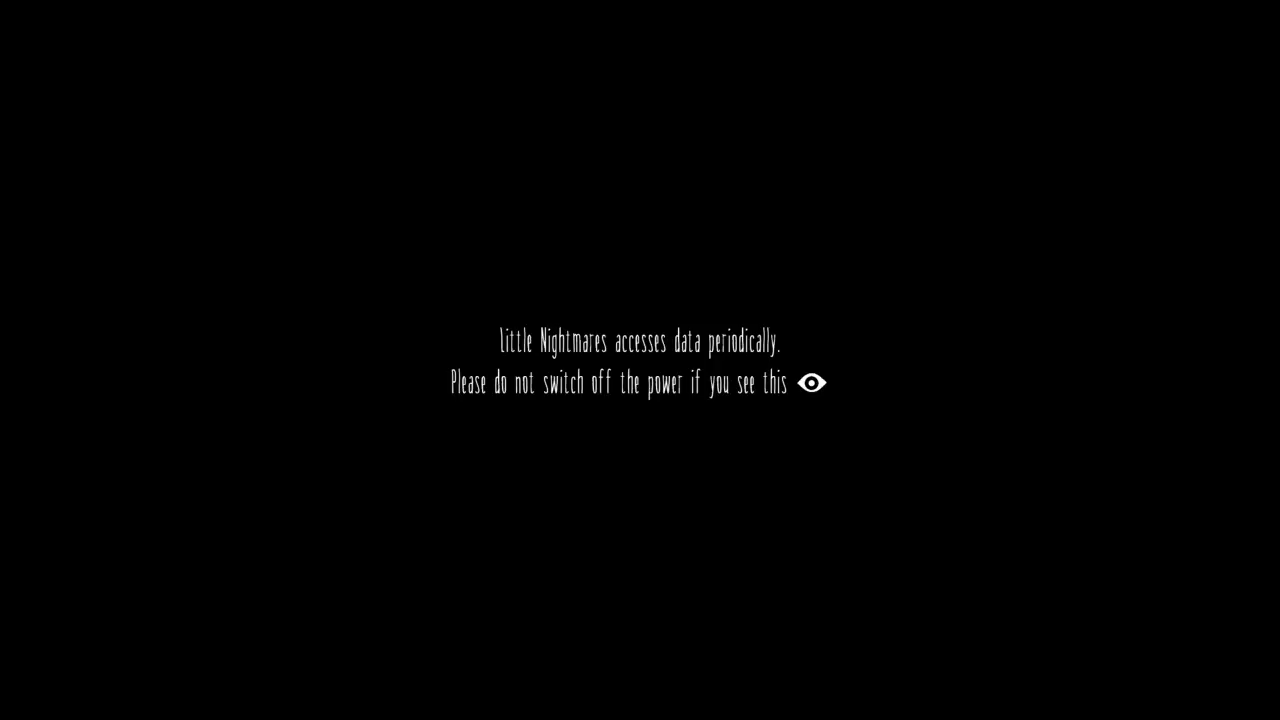 Little Nightmares accesses data periodically.
Please do not switch off the power if you see this